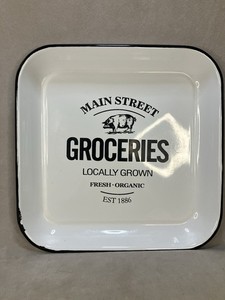 MAIN STREET
GROCERIES
LOCALLY GROWN
FRESH · ORGANIC
EST 1886